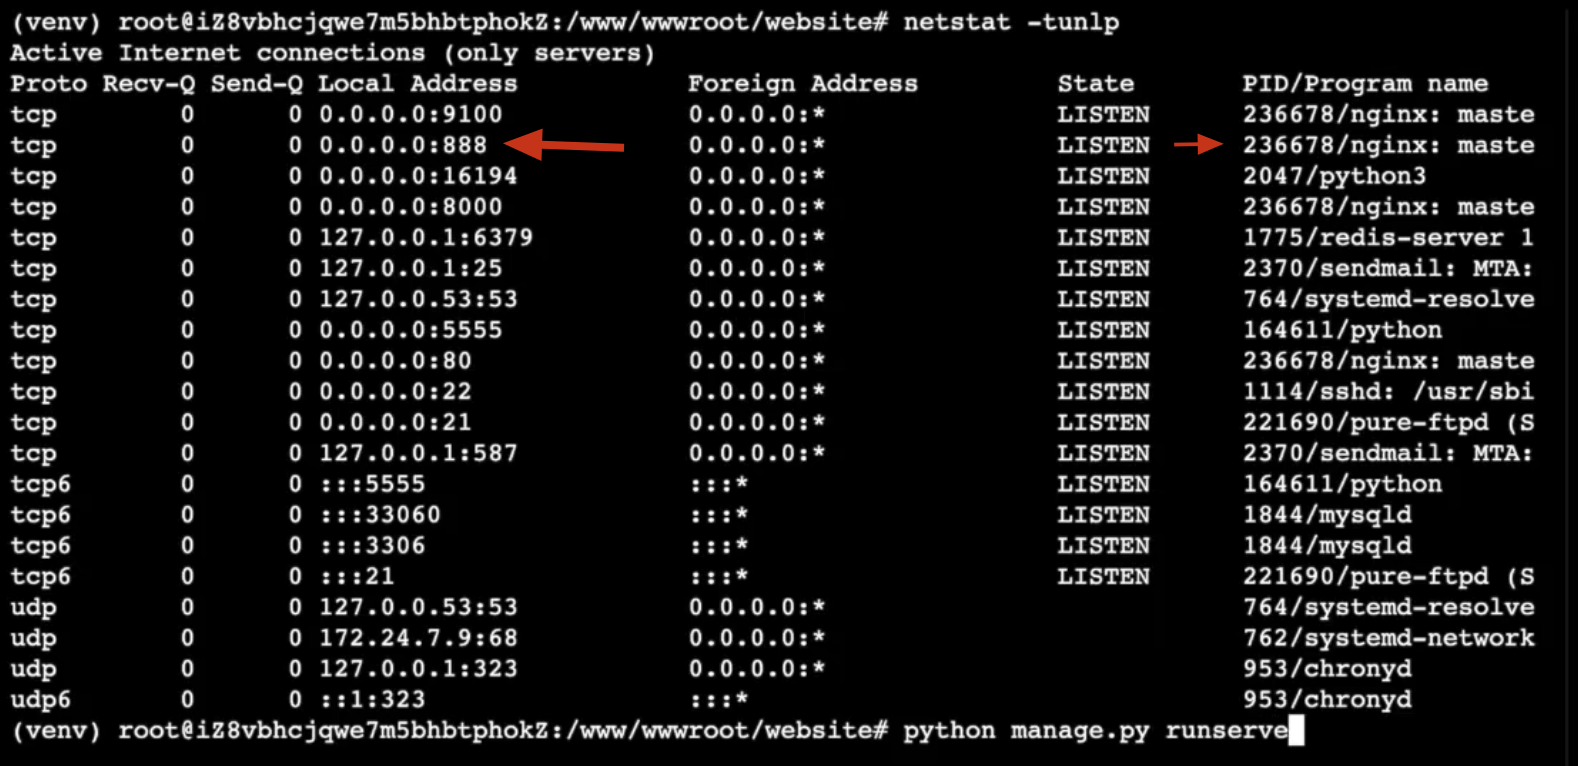 (venv) root@iZ8vbhcjqwe7m5bhbtphokZ:/www/wwwroot/website# netstat -tunlp
Active Internet connections (only servers)
Proto Recv-Q Send-Q Local Address           Foreign Address         State       PID/Program name
tcp        0      0 0.0.0.0:9100            0.0.0.0:*               LISTEN      236678/nginx: maste
tcp        0      0 0.0.0.0:888             0.0.0.0:*               LISTEN      236678/nginx: maste
tcp        0      0 0.0.0.0:16194           0.0.0.0:*               LISTEN      2047/python3
tcp        0      0 0.0.0.0:8000            0.0.0.0:*               LISTEN      236678/nginx: maste
tcp        0      0 127.0.0.1:6379          0.0.0.0:*               LISTEN      1775/redis-server 1
tcp        0      0 127.0.0.1:25            0.0.0.0:*               LISTEN      2370/sendmail: MTA:
tcp        0      0 127.0.0.53:53           0.0.0.0:*               LISTEN      764/systemd-resolve
tcp        0      0 0.0.0.0:5555            0.0.0.0:*               LISTEN      164611/python
tcp        0      0 0.0.0.0:80              0.0.0.0:*               LISTEN      236678/nginx: maste
tcp        0      0 0.0.0.0:22              0.0.0.0:*               LISTEN      1114/sshd: /usr/sbi
tcp        0      0 0.0.0.0:21              0.0.0.0:*               LISTEN      221690/pure-ftpd (S
tcp        0      0 127.0.0.1:587           0.0.0.0:*               LISTEN      2370/sendmail: MTA:
tcp6       0      0 :::5555                 :::*                    LISTEN      164611/python
tcp6       0      0 :::33060                :::*                    LISTEN      1844/mysqld
tcp6       0      0 :::3306                 :::*                    LISTEN      1844/mysqld
tcp6       0      0 :::21                   :::*                    LISTEN      221690/pure-ftpd (S
udp        0      0 127.0.0.53:53           0.0.0.0:*                           764/systemd-resolve
udp        0      0 172.24.7.9:68           0.0.0.0:*                           762/systemd-network
udp        0      0 127.0.0.1:323           0.0.0.0:*                           953/chronyd
udp6       0      0 ::1:323                 :::*                                953/chronyd
(venv) root@iZ8vbhcjqwe7m5bhbtphokZ:/www/wwwroot/website# python manage.py runserve